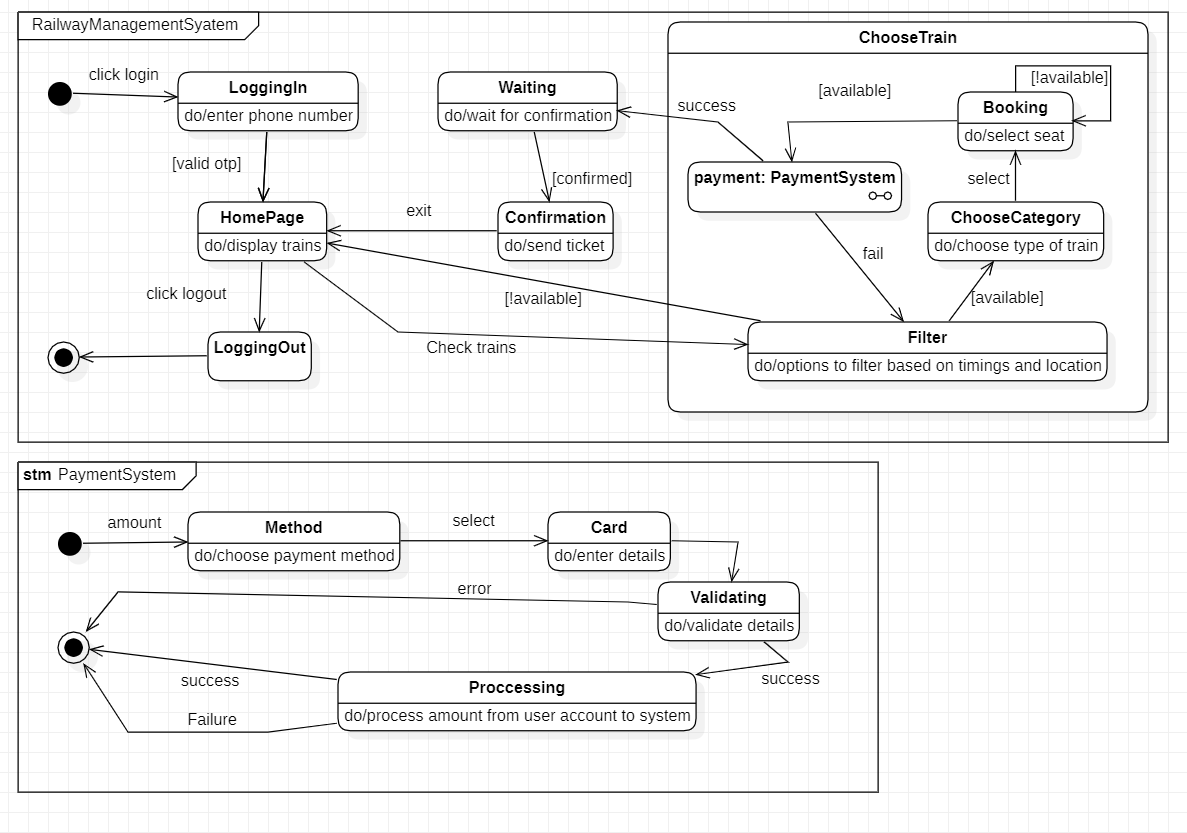 RailwayManagementSyatem
ChooseTrain
click login
LoggingIn
do/enter phone number
Waiting
do/wait for confirmation
success
[available]
[!available]
Booking
do/select seat
[valid otp]
[confirmed]
payment: PaymentSystem
select
HomePage
do/display trains
exit
Confirmation
do/send ticket
ChooseCategory
do/choose type of train
fail
click logout
[!available]
[available]
LoggingOut
Check trains
Filter
do/options to filter based on timings and location
stm PaymentSystem
amount
Method
do/choose payment method
select
Card
do/enter details
error
Validating
do/validate details
success
success
Proccessing
do/process amount from user account to system
Failure